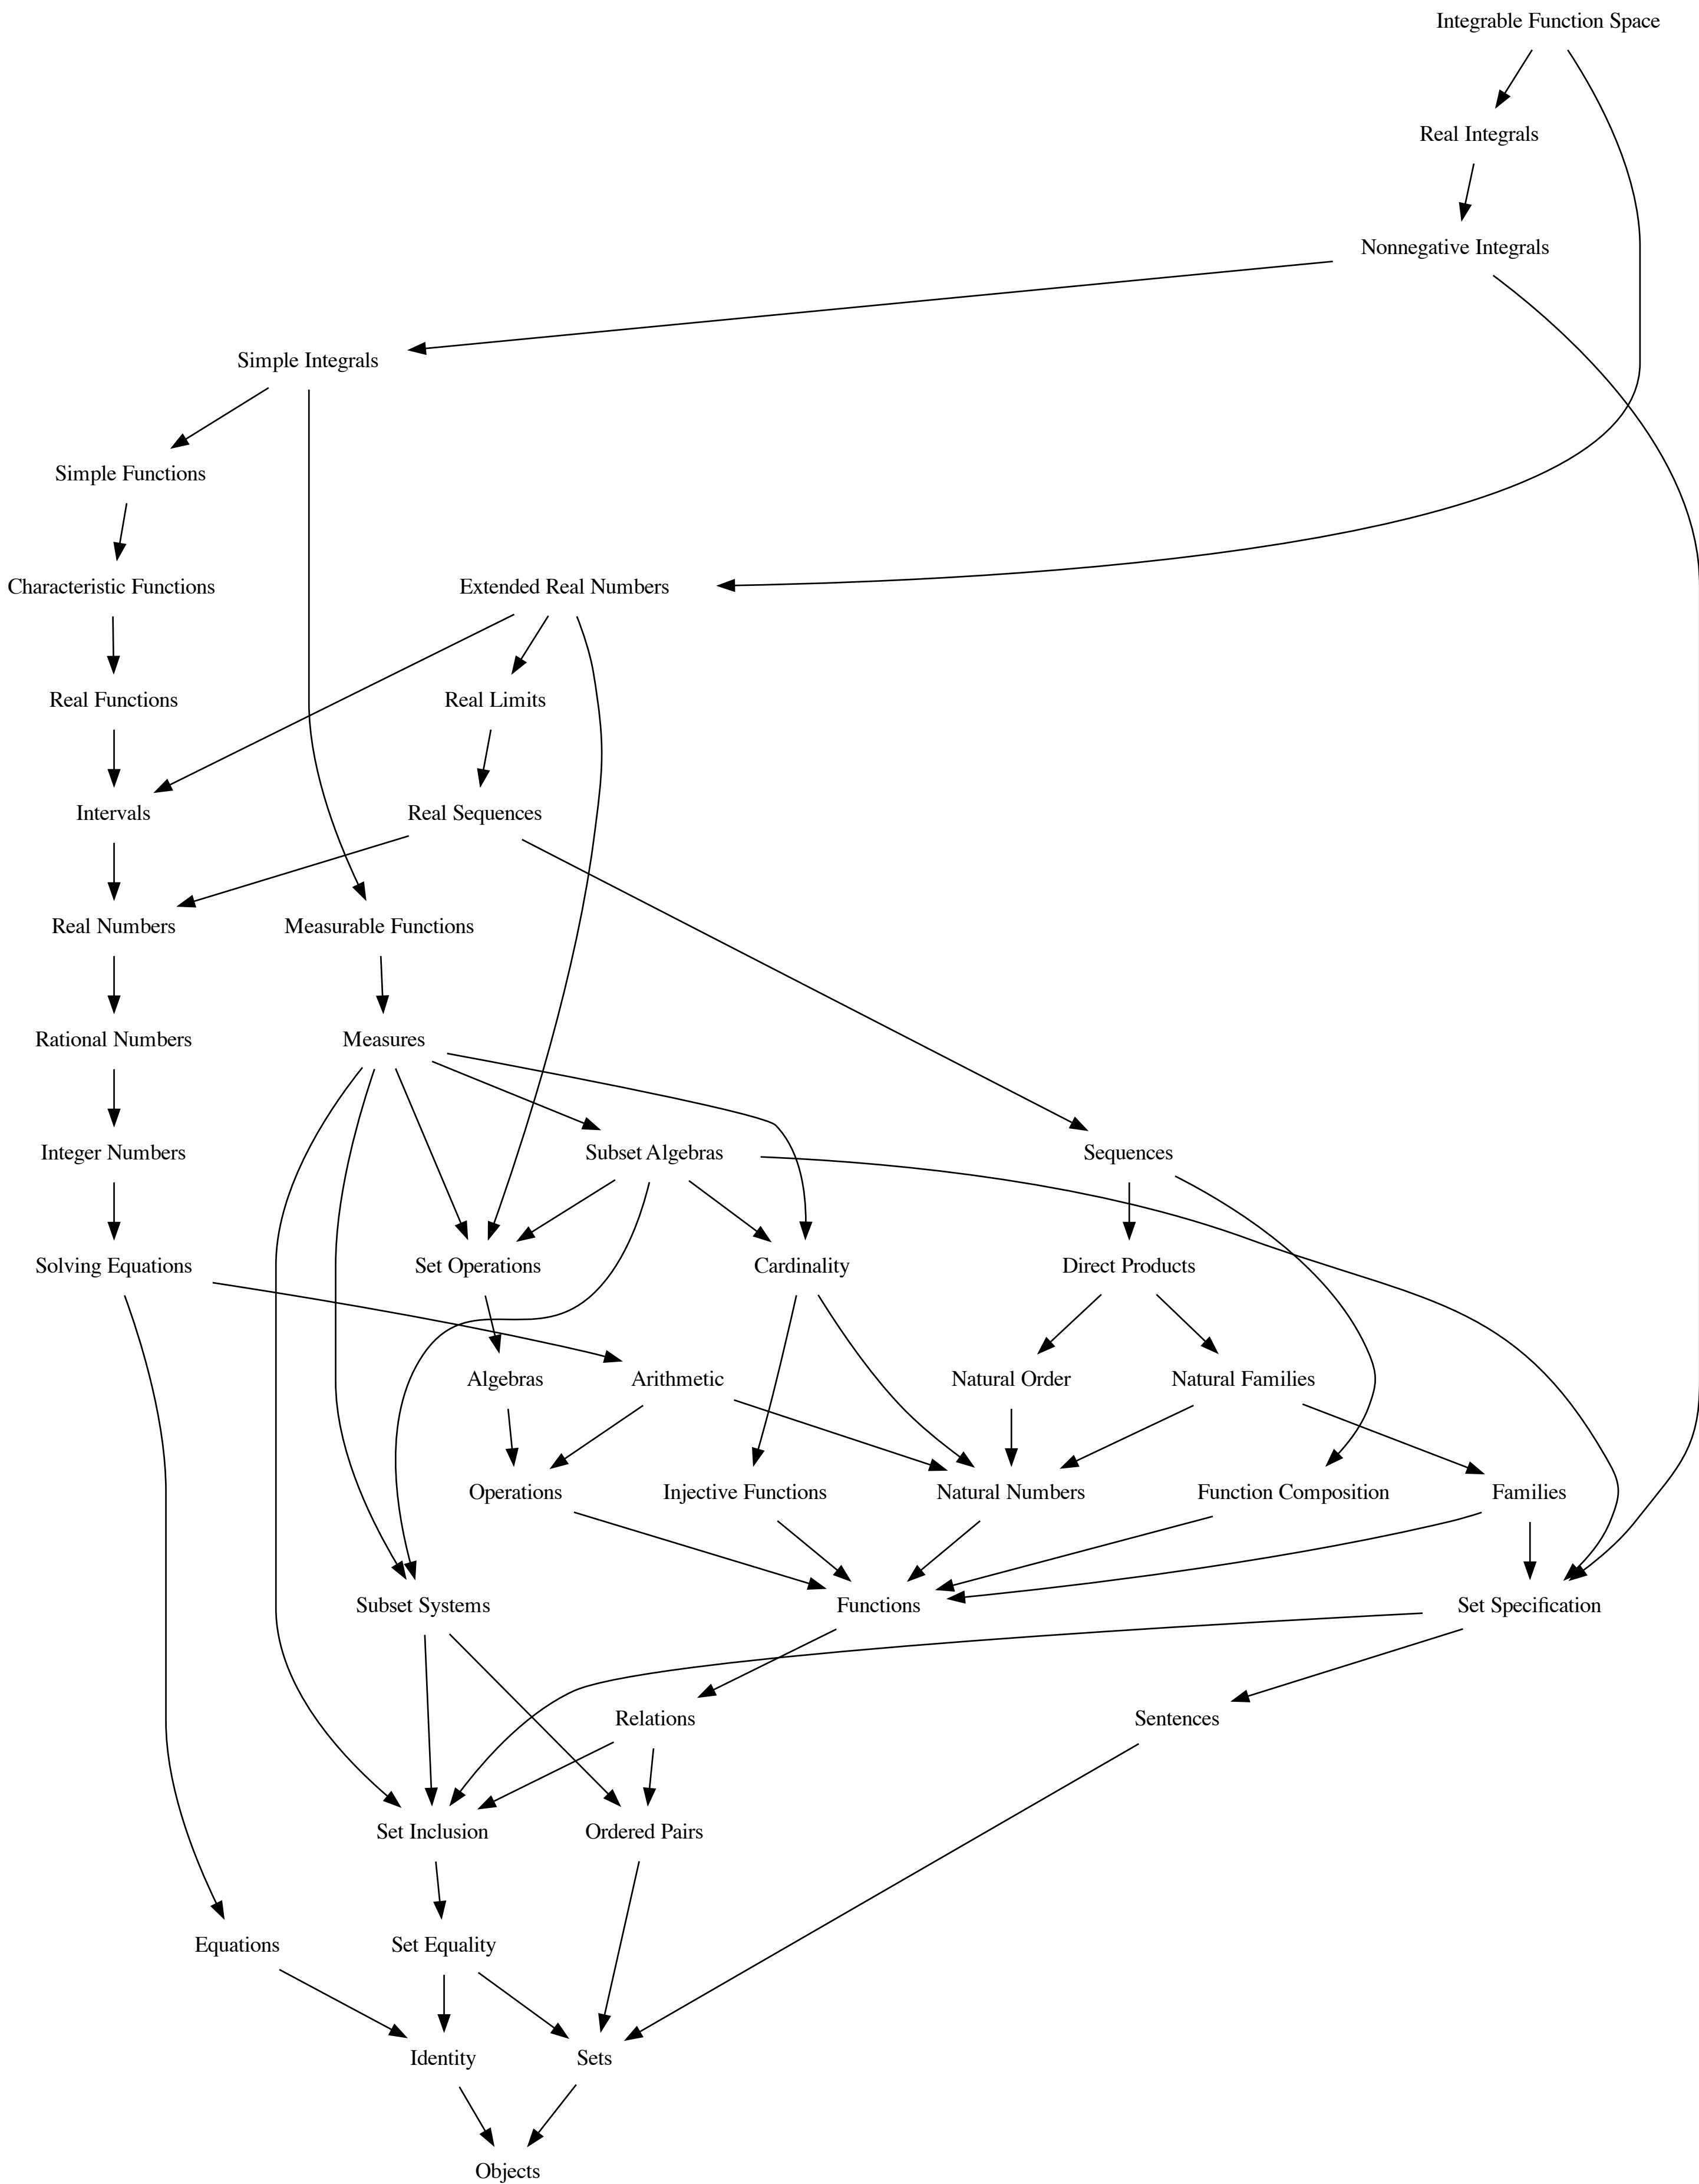 Integrable Function Space
Real Integrals
Nonnegative Integrals
Simple Integrals
Simple Functions
Characteristic Functions
Extended Real Numbers
Real Functions
Real Limits
Intervals
Real Sequences
Real Numbers
Measurable Functions
Rational Numbers
Measures
Integer Numbers
Subset Algebras
Sequences
Solving Equations
Set Operations
Cardinality
Direct Products
Algebras
Arithmetic
Natural Order
Natural Families
Operations
Injective Functions
Natural Numbers
Function Composition
Families
Subset Systems
Functions
Set Specification
Relations
Sentences
Set Inclusion
Ordered Pairs
Equations
Set Equality
Identity
Sets
Objects